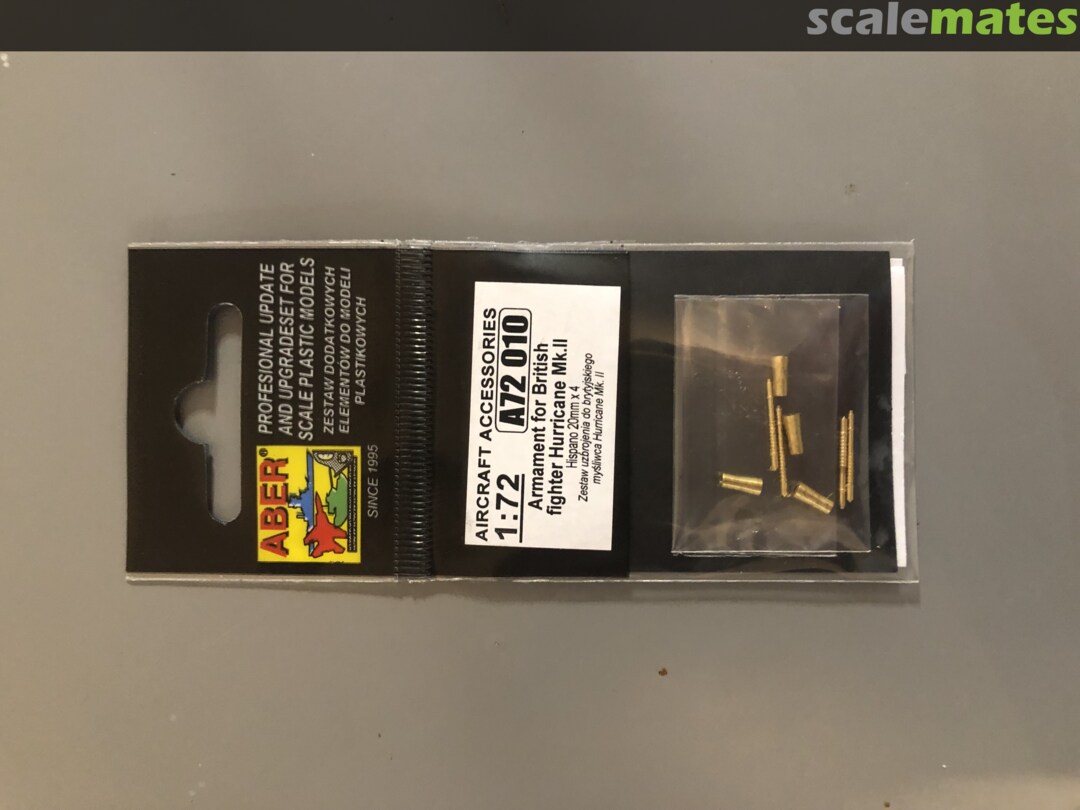 scalemates
ABER®
PROFESIONAL UPDATE
AND UPGRADESET FOR
SCALE PLASTIC MODELS
ZESTAW DODATKOWYCH
ELEMENTÓW DO MODELI
PLASTIKOWYCH
SINCE 1995
AIRCRAFT ACCESSORIES
1:72 A72 010
Armament for British
fighter Hurricane Mk.II
Hispano 20mm x 4
Zestaw uzbrojenia do brytyjskiego
myśliwca Hurricane Mk. II